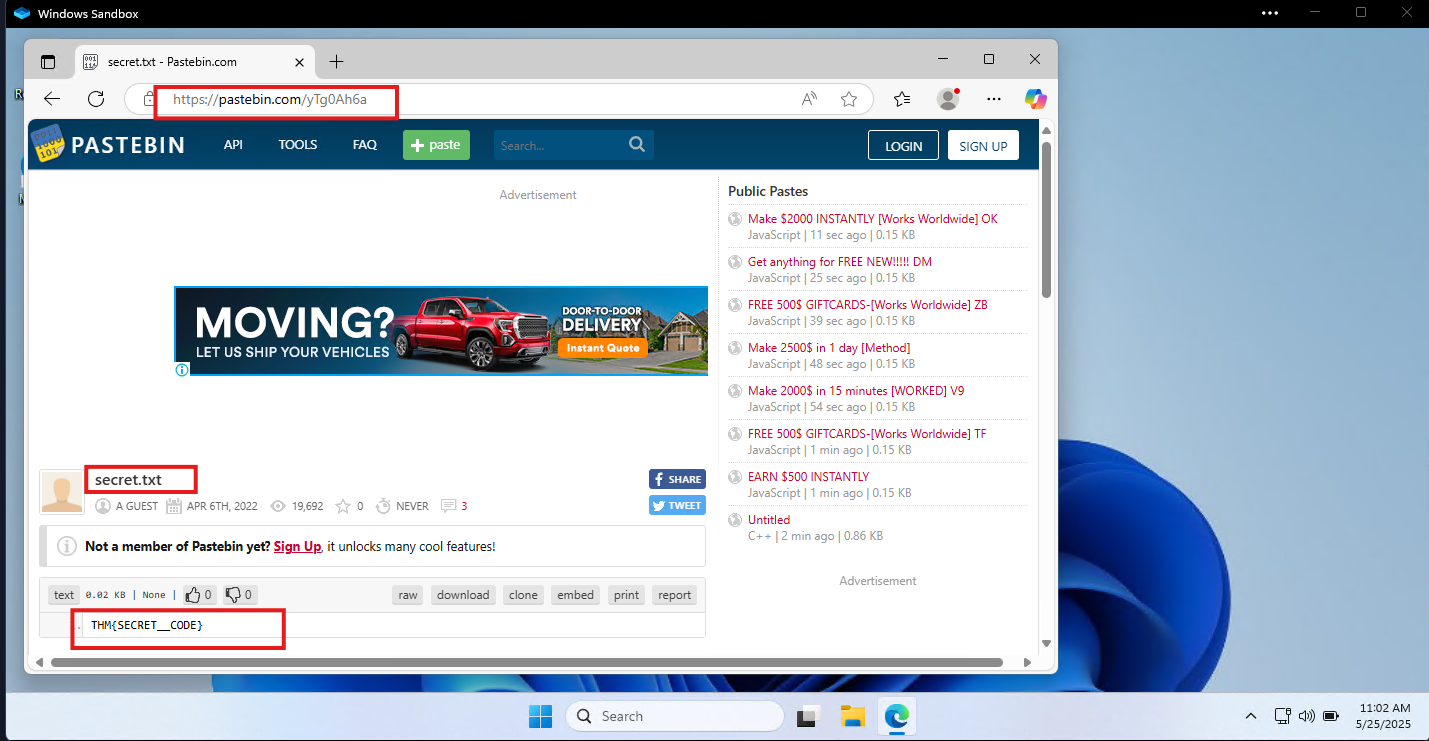 Windows Sandbox
secret.txt - Pastebin.com
https://pastebin.com/yTg0Ah6a
PASTEBIN
API TOOLS FAQ + paste Search... LOGIN SIGN UP
Advertisement
MOVING?
LET US SHIP YOUR VEHICLES
DOOR-TO-DOOR
DELIVERY
Instant Quote
secret.txt
A GUEST APR 6TH, 2022 19,692 0 NEVER 3
SHARE
TWEET
Not a member of Pastebin yet? Sign Up, it unlocks many cool features!
text 0.02 KB | None | 0 0 raw download clone embed print report
THM{SECRET__CODE}
Public Pastes
Make $2000 INSTANTLY [Works Worldwide] OK
JavaScript | 11 sec ago | 0.15 KB
Get anything for FREE NEW!!!!! DM
JavaScript | 25 sec ago | 0.15 KB
FREE 500$ GIFTCARDS-[Works Worldwide] ZB
JavaScript | 39 sec ago | 0.15 KB
Make 2500$ in 1 day [Method]
JavaScript | 48 sec ago | 0.15 KB
Make 2000$ in 15 minutes [WORKED] V9
JavaScript | 54 sec ago | 0.15 KB
FREE 500$ GIFTCARDS-[Works Worldwide] TF
JavaScript | 1 min ago | 0.15 KB
EARN $500 INSTANTLY
JavaScript | 1 min ago | 0.15 KB
Untitled
C++ | 2 min ago | 0.86 KB
Advertisement
Search
11:02 AM
5/25/2025